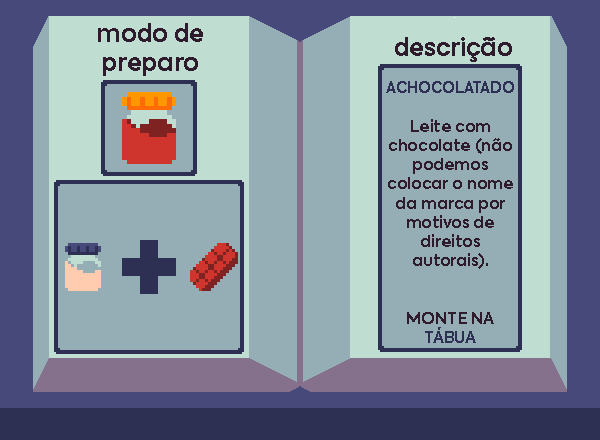 modo de
preparo
descrição
ACHOCOLATADO
Leite com
chocolate (não
podemos
colocar o nome
da marca por
motivos de
direitos
autorais).
MONTE NA
TÁBUA